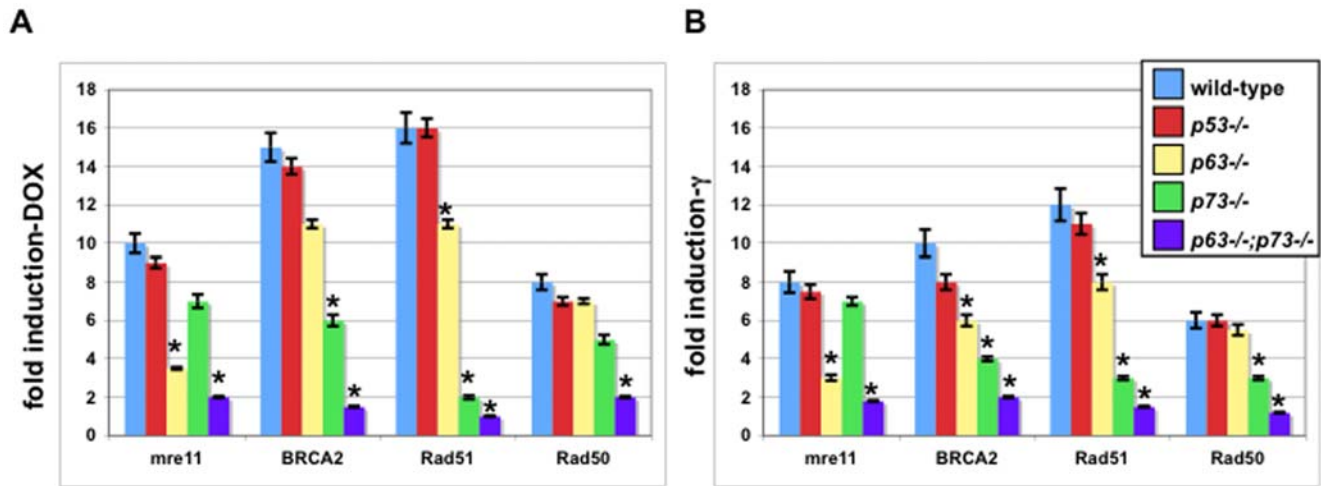 A
B
fold induction-DOX
18
16
14
12
10
8
6
4
2
0
*
*
*
*
*
*
*
*
mre11
BRCA2
Rad51
Rad50
fold induction-γ
18
16
14
12
10
8
6
4
2
0
*
*
*
*
*
*
*
*
*
*
mre11
BRCA2
Rad51
Rad50
wild-type
p53-/-
p63-/-
p73-/-
p63-/-;p73-/-